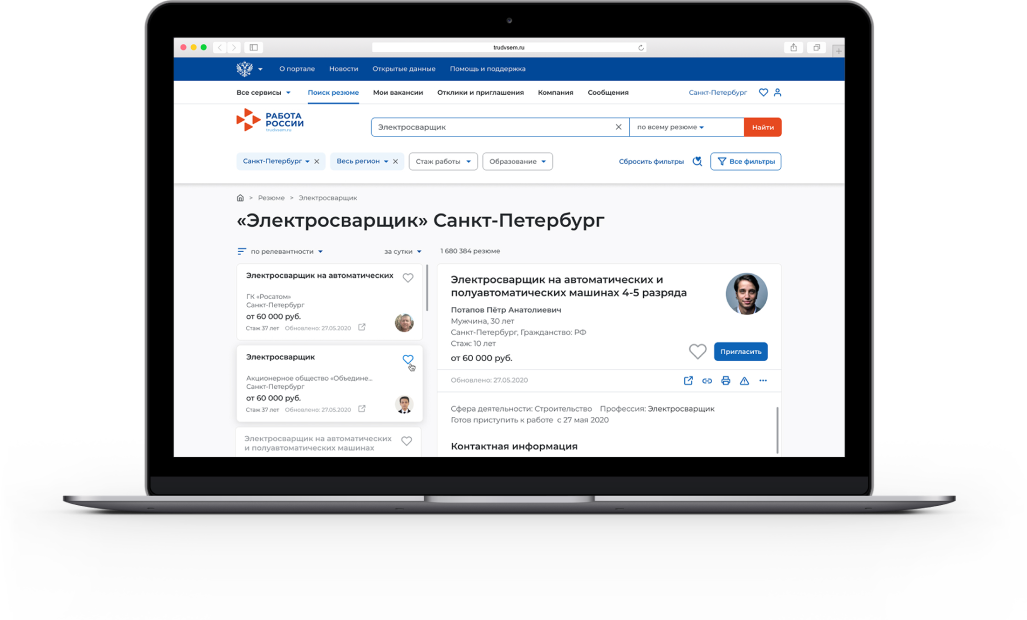 trudvsem.ru
О портале Новости Открытые данные Помощь и поддержка
Все сервисы Поиск резюме Мои вакансии Отклики и приглашения Компания Сообщения Санкт-Петербург
РАБОТА
РОССИИ
trudvsem.ru
Электросварщик по всему резюме Найти
Санкт-Петербург Весь регион Стаж работы Образование Сбросить фильтры Все фильтры
> Резюме > Электросварщик
«Электросварщик» Санкт-Петербург
по релевантности за сутки 1 680 384 резюме
Электросварщик на автоматических
ГК «Росатом»
Санкт-Петербург
от 60 000 руб.
Стаж 37 лет Обновлено: 27.05.2020
Электросварщик
Акционерное общество «Объедине...
Санкт-Петербург
от 60 000 руб.
Стаж 37 лет Обновлено: 27.05.2020
Электросварщик на автоматических
и полуавтоматических машинах
Электросварщик на автоматических и
полуавтоматических машинах 4-5 разряда
Потапов Пётр Анатолиевич
Мужчина, 30 лет
Санкт-Петербург, Гражданство: РФ
Стаж: 10 лет
от 60 000 руб.
Пригласить
Обновлено: 27.05.2020
Сфера деятельности: Строительство Профессия: Электросварщик
Готов приступить к работе с 27 мая 2020
Контактная информация